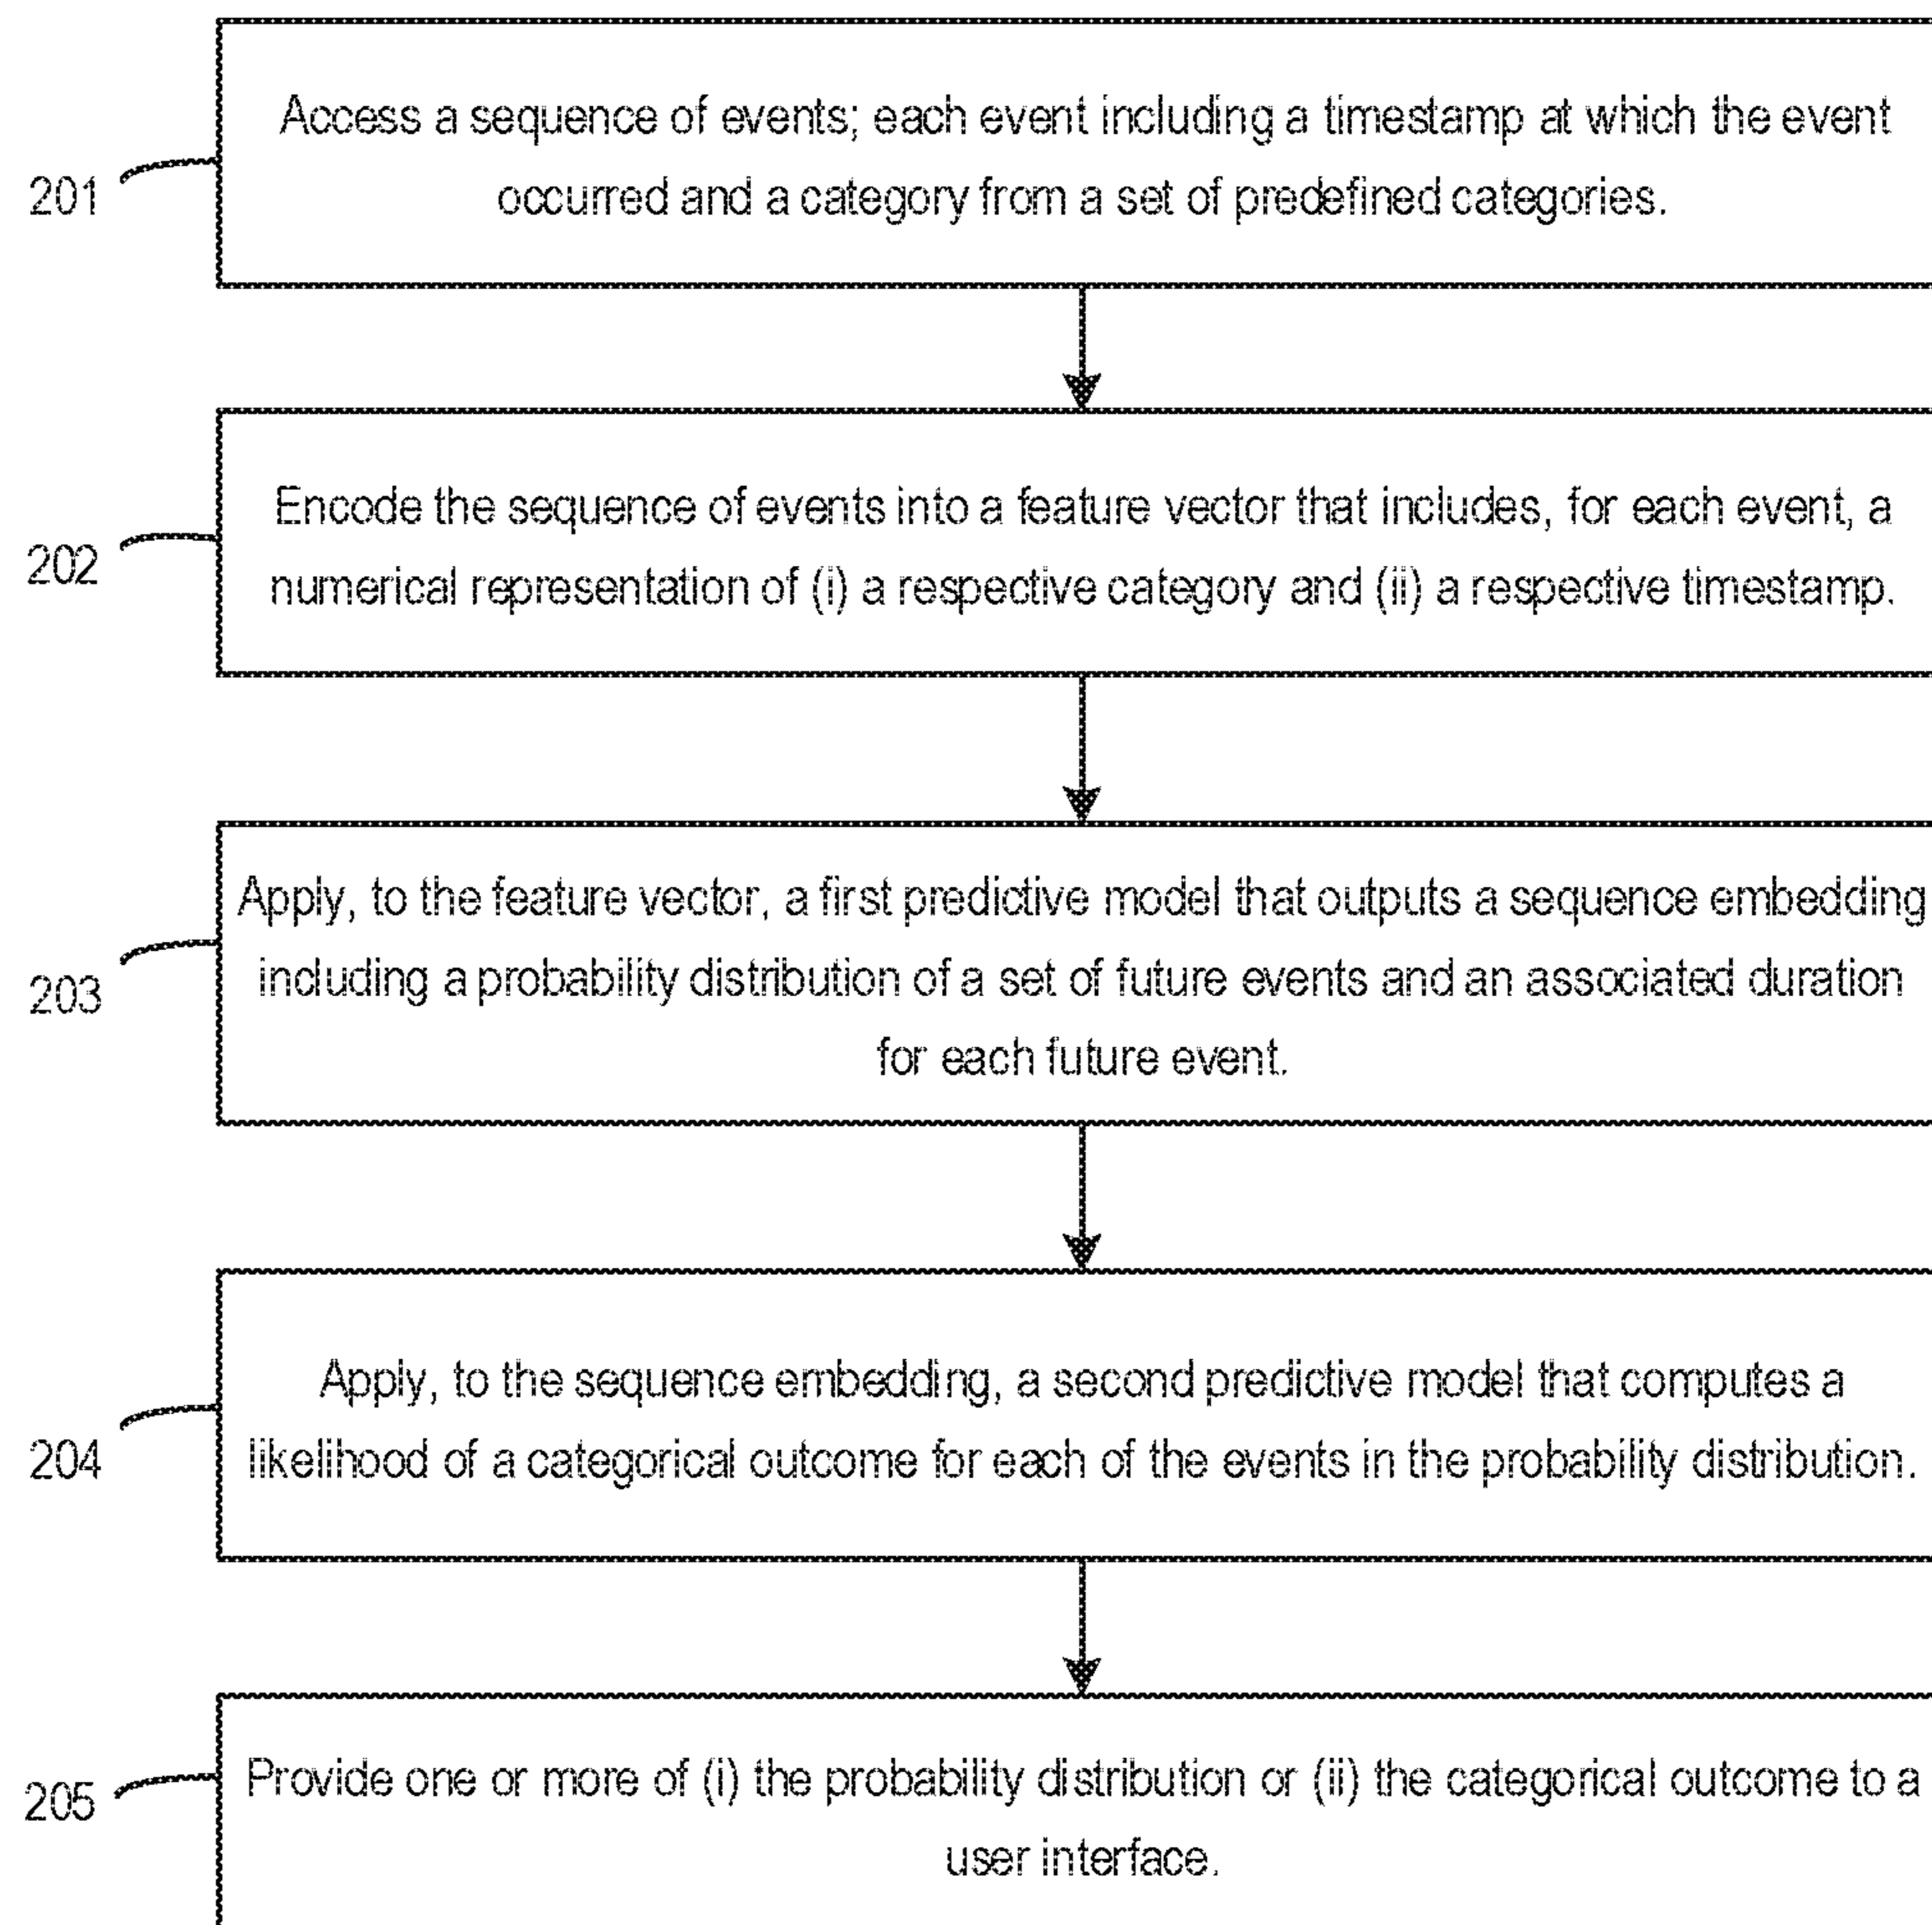 Access a sequence of events; each event including a timestamp at which the event
occurred and a category from a set of predefined categories.
201
Encode the sequence of events into a feature vector that includes, for each event, a
numerical representation of (i) a respective category and (ii) a respective timestamp.
202
Apply, to the feature vector, a first predictive model that outputs a sequence embedding
including a probability distribution of a set of future events and an associated duration
for each future event.
203
Apply, to the sequence embedding, a second predictive model that computes a
likelihood of a categorical outcome for each of the events in the probability distribution.
204
Provide one or more of (i) the probability distribution or (ii) the categorical outcome to a
user interface.
205